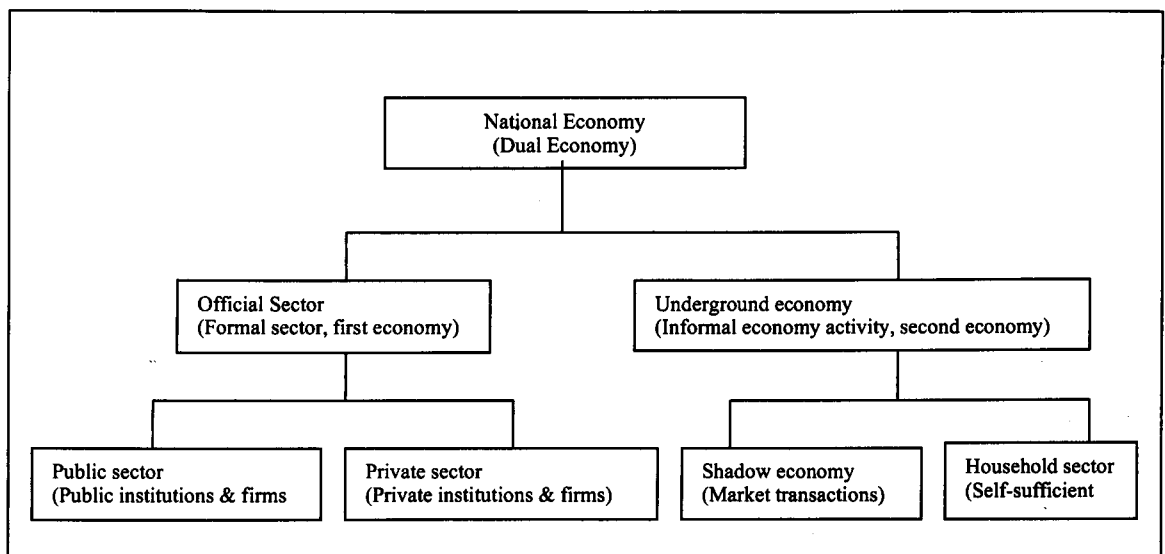 National Economy
(Dual Economy)
Official Sector
(Formal sector, first economy)
Underground economy
(Informal economy activity, second economy)
Public sector
(Public institutions & firms
Private sector
(Private institutions & firms)
Shadow economy
(Market transactions)
Household sector
(Self-sufficient